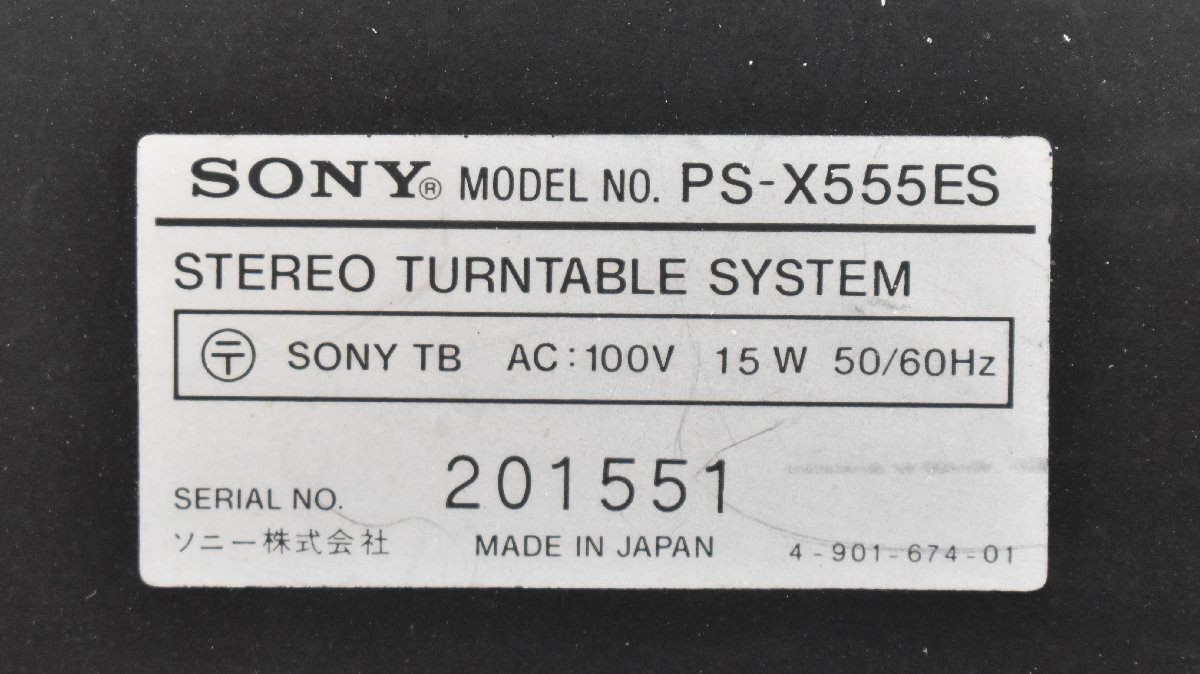 SONY® MODEL NO. PS-X555ES
STEREO TURNTABLE SYSTEM
〒 SONY TB AC:100V 15W 50/60Hz
SERIAL NO. 201551
ソニー株式会社 MADE IN JAPAN 4-901-674-01